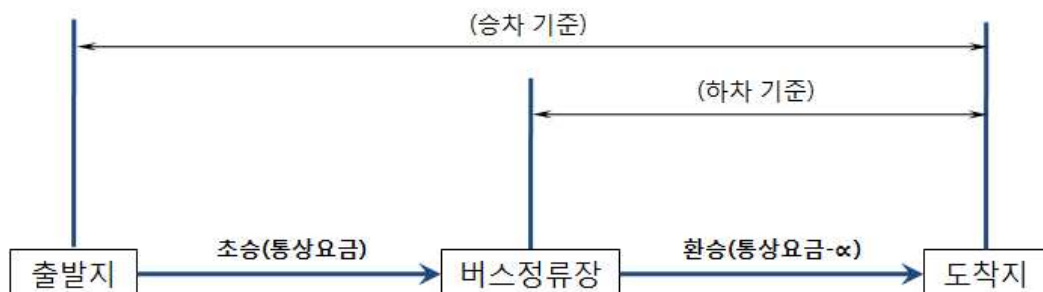 (승차 기준)
(하차 기준)
초승(통상요금)
환승(통상요금-∝)
출발지
버스정류장
도착지